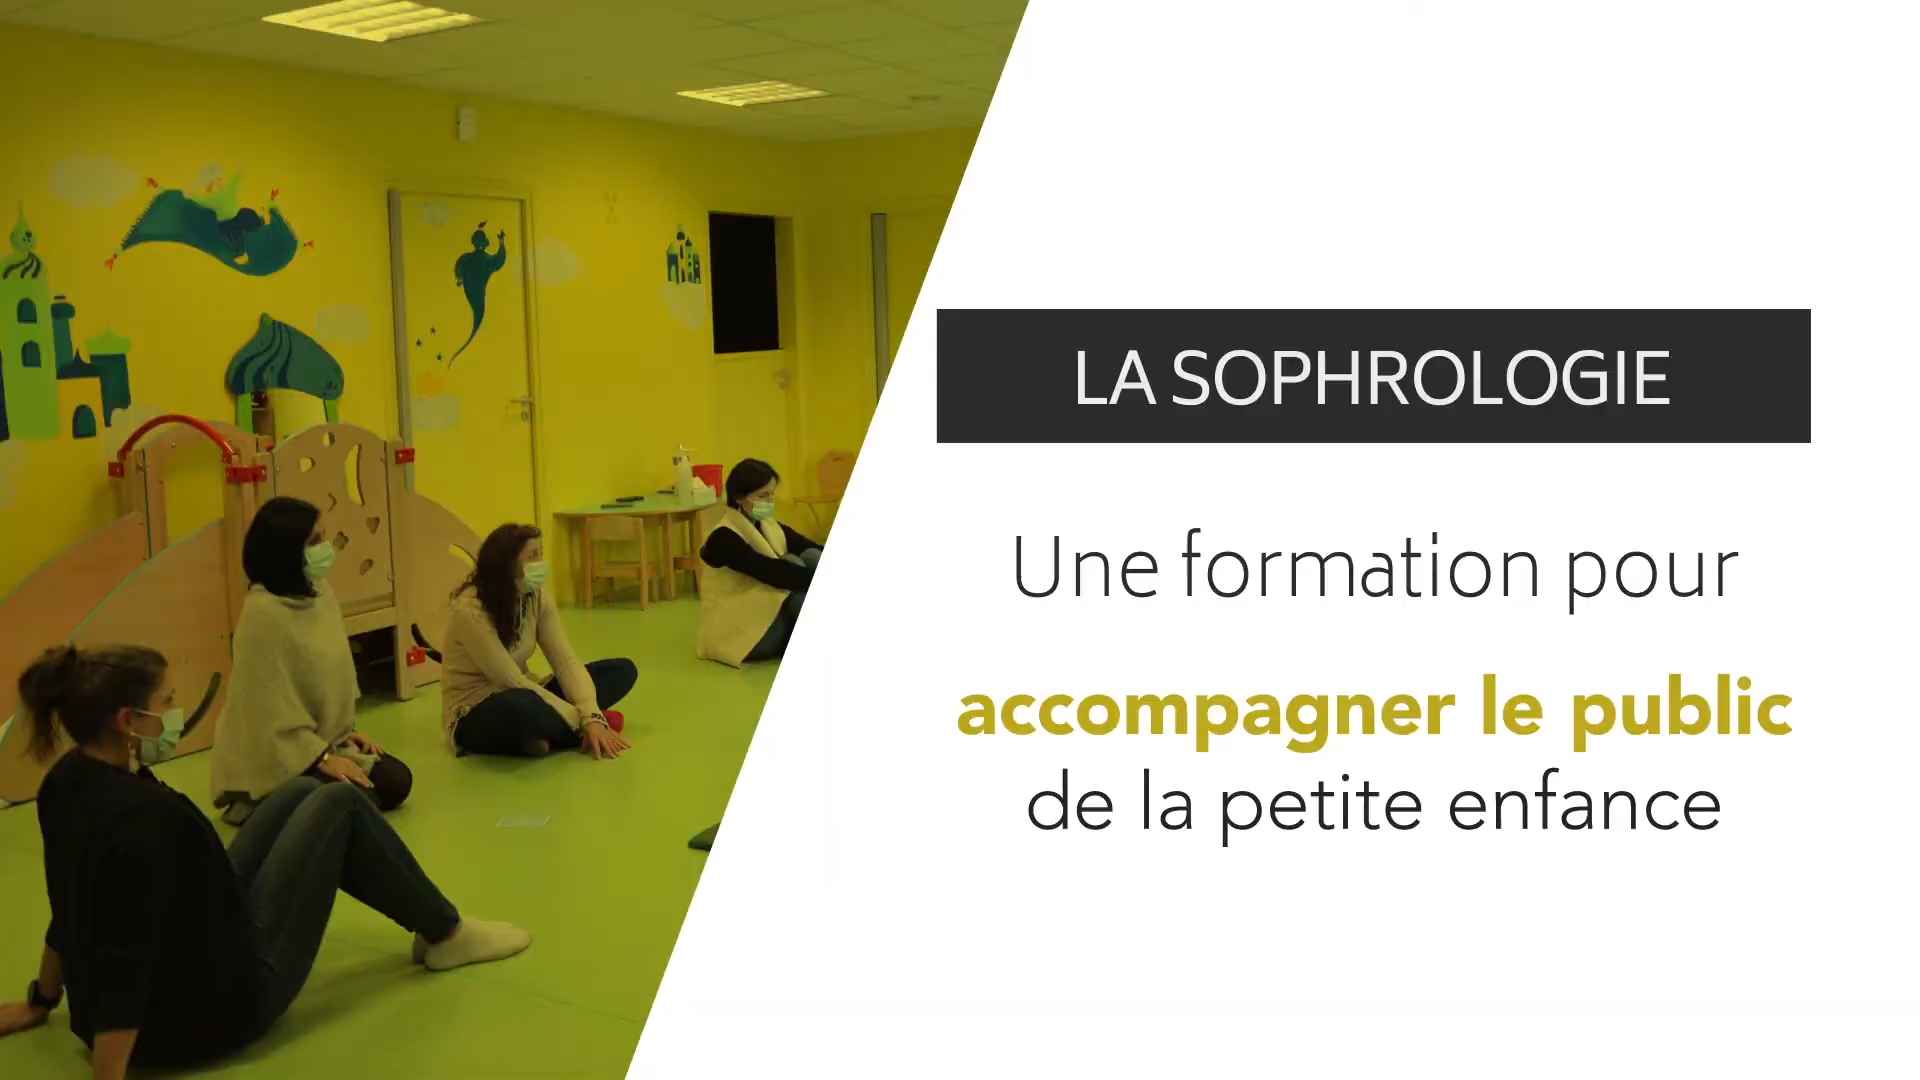 LA SOPHROLOGIE
Une formation pour
accompagner le public
de la petite enfance